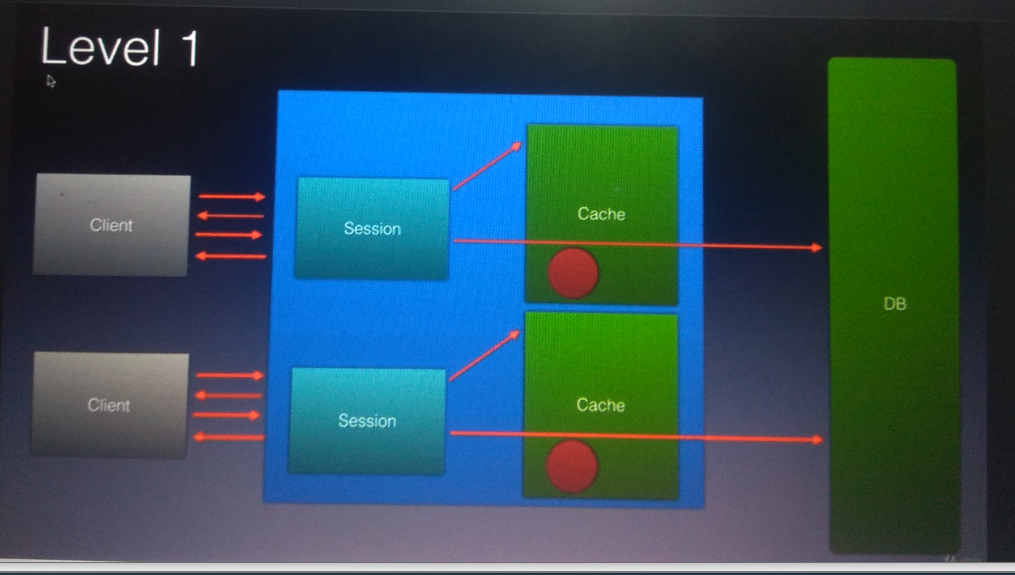 Level 1
Client
Session
Cache
DB
Client
Session
Cache